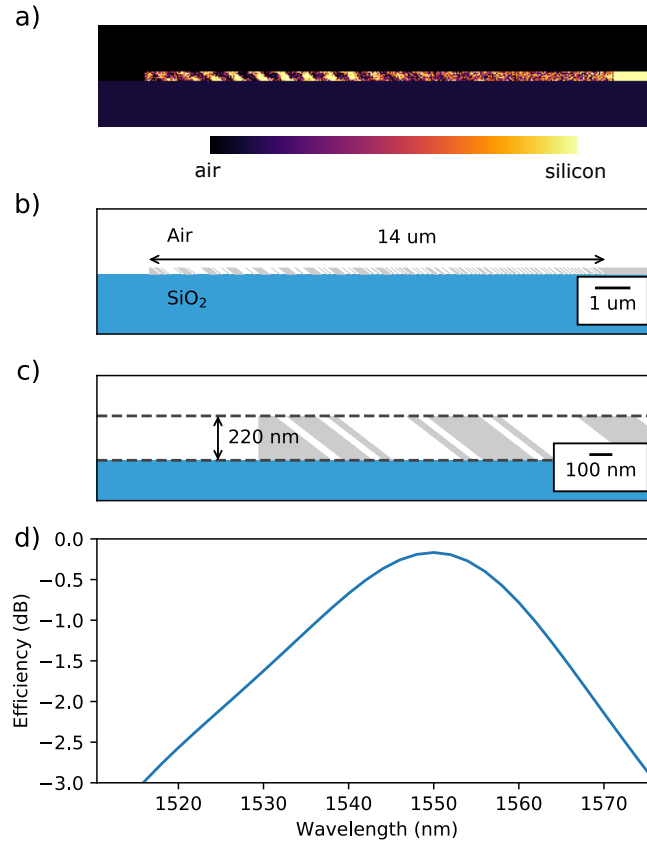 a)
air
silicon
b)
Air
14 um
SiO₂
1 um
c)
220 nm
100 nm
d)
0.0
−0.5
−1.0
−1.5
−2.0
−2.5
−3.0
Efficiency (dB)
1520 1530 1540 1550 1560 1570
Wavelength (nm)